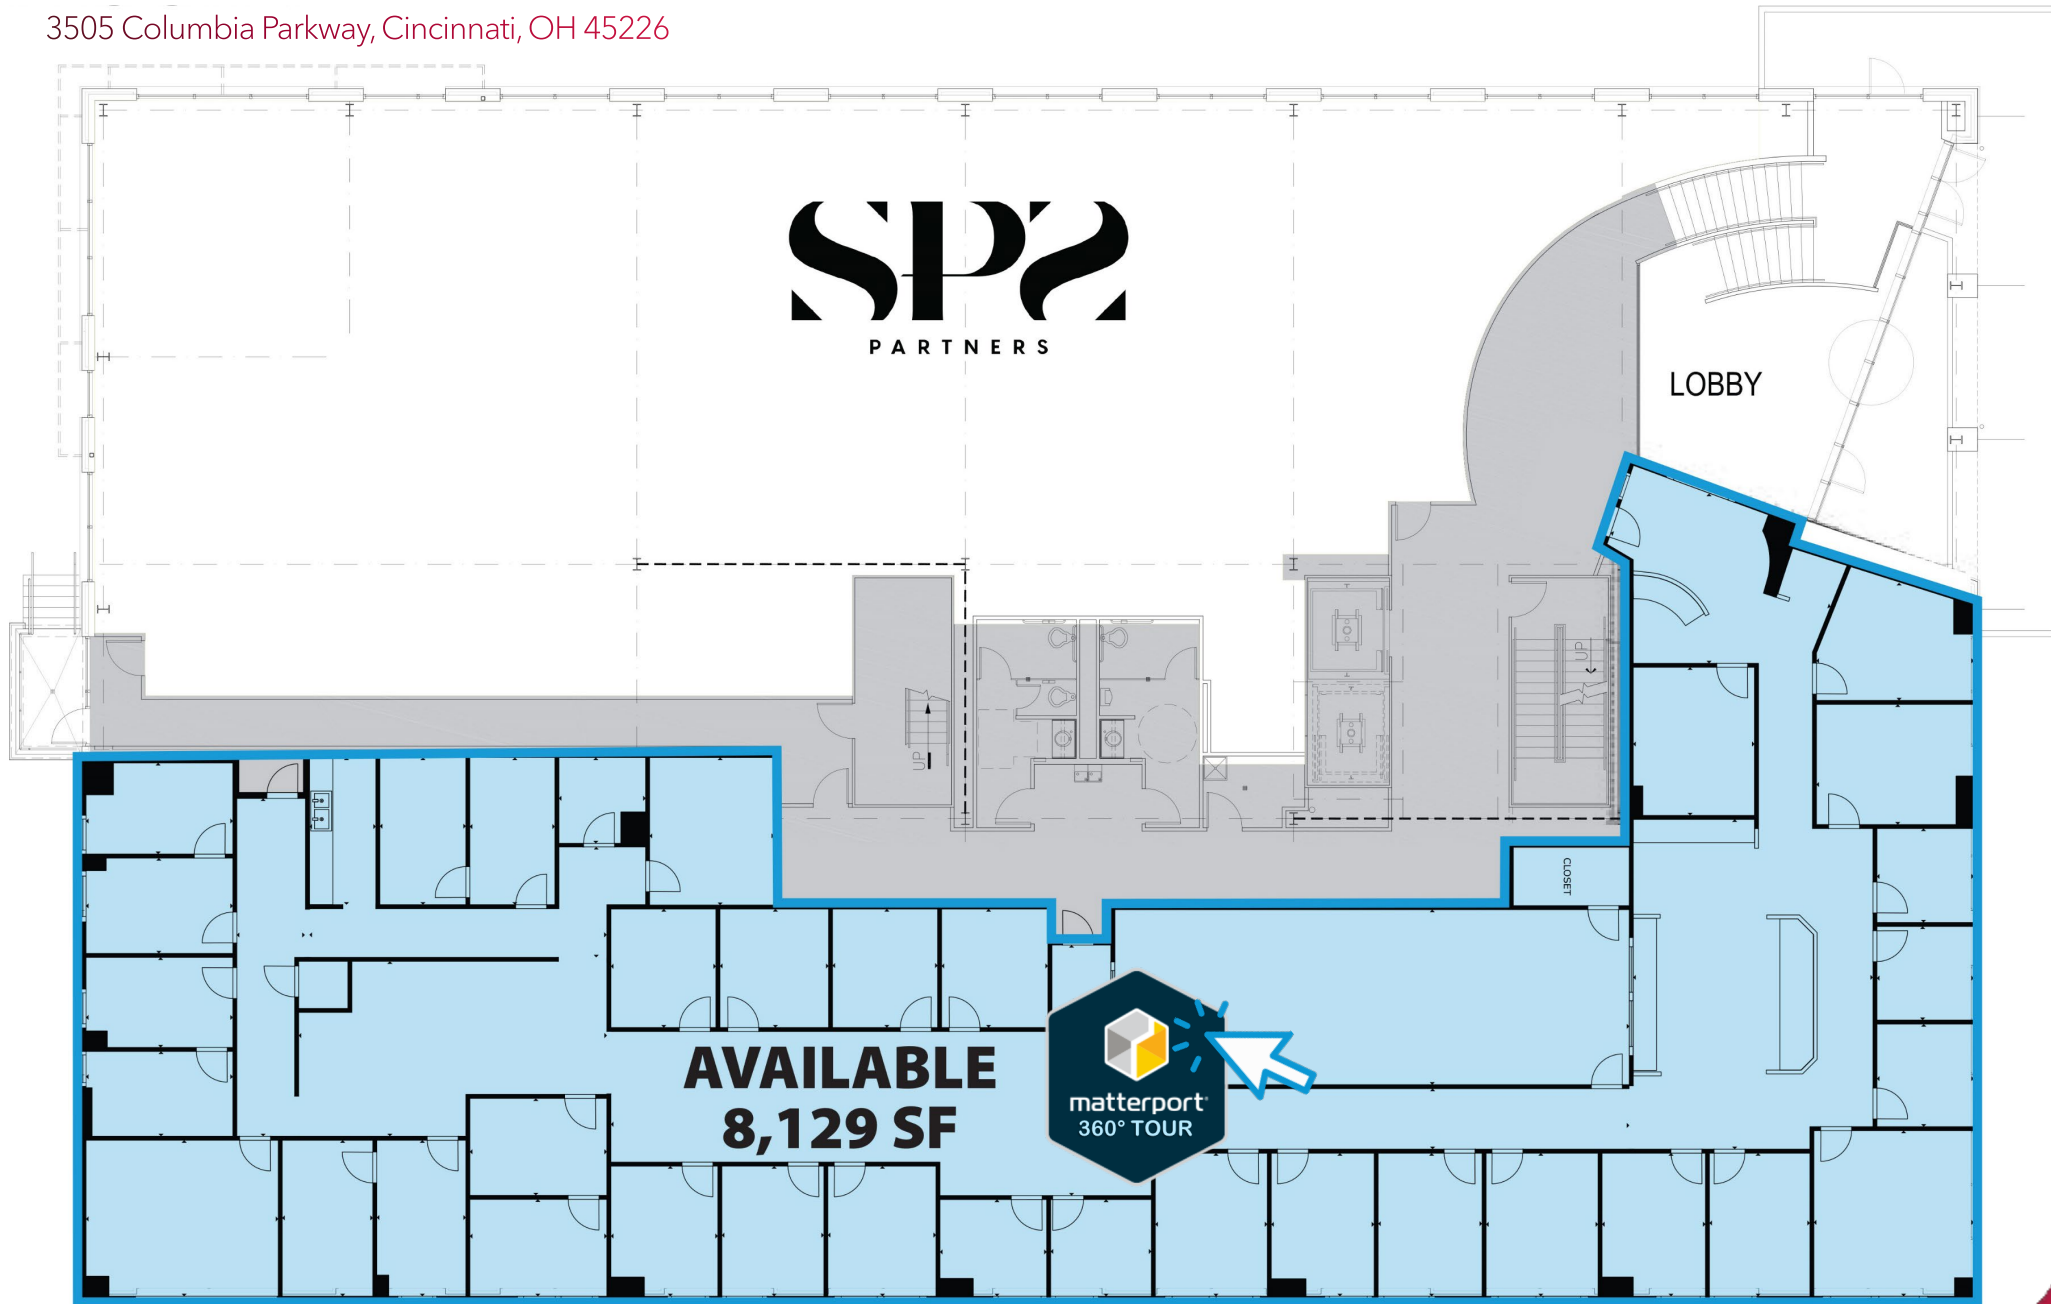 3505 Columbia Parkway, Cincinnati, OH 45226
SPS
PARTNERS
LOBBY
UP
UP
CLOSET
AVAILABLE
8,129 SF
matterport
360° TOUR